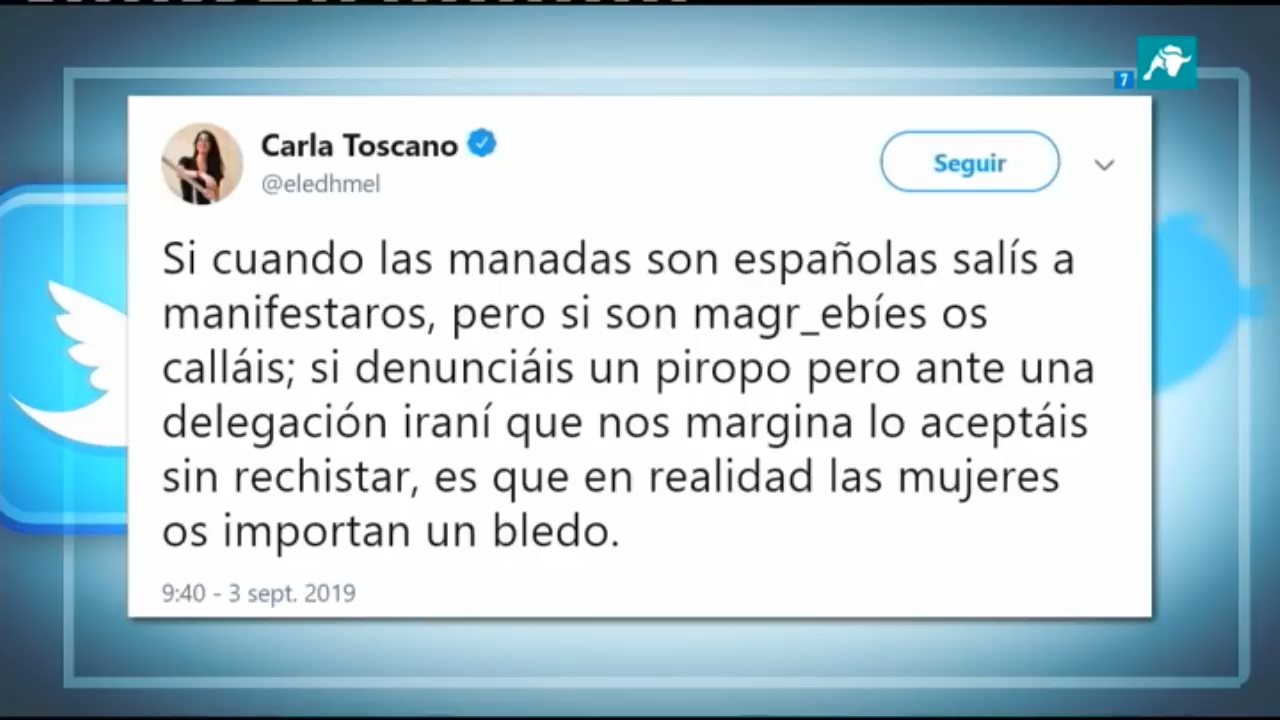 7
Carla Toscano
@eledhmel
Seguir
Si cuando las manadas son españolas salís a
manifestaros, pero si son magr_ebíes os
calláis; si denunciáis un piropo pero ante una
delegación iraní que nos margina lo aceptáis
sin rechistar, es que en realidad las mujeres
os importan un bledo.
9:40 - 3 sept. 2019